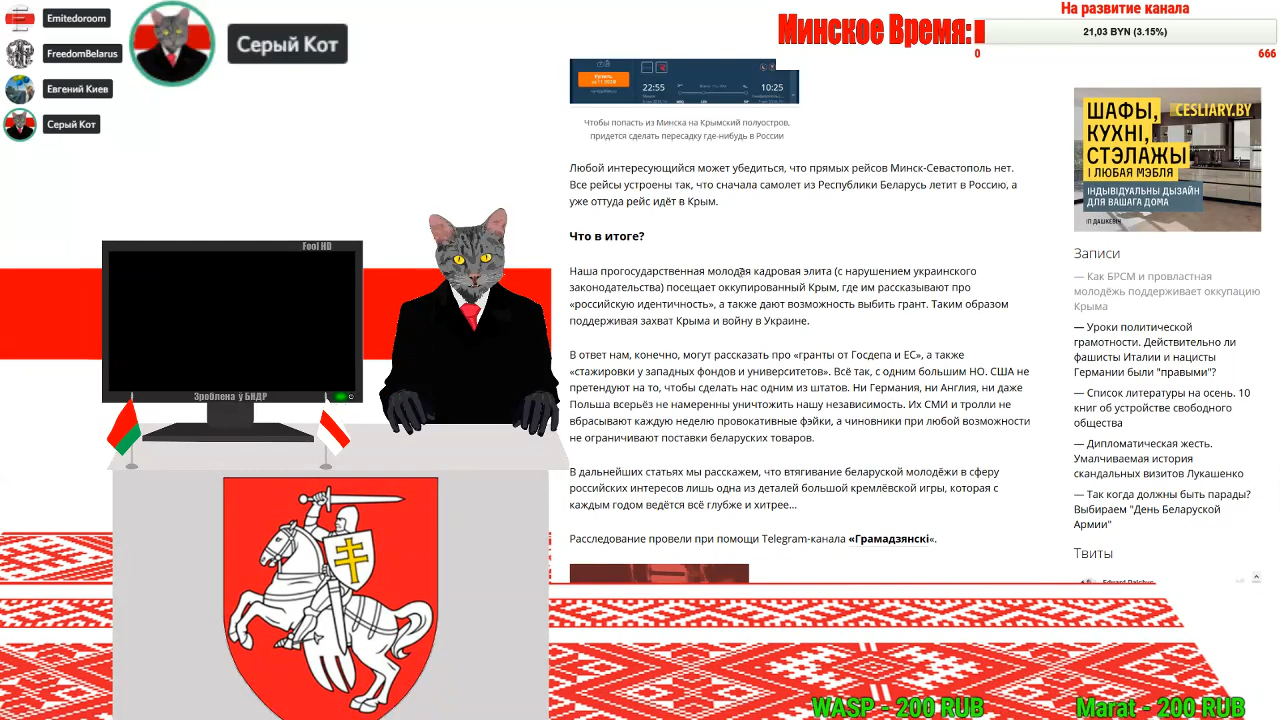 Emitedoroom
FreedomBelarus
Евгений Киев
Серый Кот
Серый Кот
Минское Время:
На развитие канала
21,03 BYN (3.15%)
0
666
22:55
10:25
Чтобы попасть из Минска на Крымский полуостров,
придется сделать пересадку где-нибудь в России
Любой интересующийся может убедиться, что прямых рейсов Минск-Севастополь нет.
Все рейсы устроены так, что сначала самолет из Республики Беларусь летит в Россию, а
уже оттуда рейс идёт в Крым.
Что в итоге?
Наша прогосударственная молодая кадровая элита (с нарушением украинского
законодательства) посещает оккупированный Крым, где им рассказывают про
«российскую идентичность», а также дают возможность выбить грант. Таким образом
поддерживая захват Крыма и войну в Украине.
В ответ нам, конечно, могут рассказать про «гранты от Госдепа и ЕС», а также
«стажировки у западных фондов и университетов». Всё так, с одним большим НО. США не
претендуют на то, чтобы сделать нас одним из штатов. Ни Германия, ни Англия, ни даже
Польша всерьёз не намеренны уничтожить нашу независимость. Их СМИ и тролли не
вбрасывают каждую неделю провокативные фэйки, а чиновники при любой возможности
не ограничивают поставки беларуских товаров.
В дальнейших статьях мы расскажем, что втягивание беларуской молодёжи в сферу
российских интересов лишь одна из деталей большой кремлёвской игры, которая с
каждым годом ведётся всё глубже и хитрее...
Расследование провели при помощи Telegram-канала «Грамадзянскі«.
ШАФЫ,
КУХНІ,
СТЭЛАЖЫ
І ЛЮБАЯ МЭБЛЯ
CESLIARY.BY
ІНДЫВІДУАЛЬНЫ ДЫЗАЙН
ДЛЯ ВАШАГА ДОМА
ІП ДАШКЕВІЧ
Записи
— Как БРСМ и провластная
молодёжь поддерживает оккупацию
Крыма
— Уроки политической
грамотности. Действительно ли
фашисты Италии и нацисты
Германии были "правыми"?
— Список литературы на осень. 10
книг об устройстве свободного
общества
— Дипломатическая жесть.
Умалчиваемая история
скандальных визитов Лукашенко
— Так когда должны быть парады?
Выбираем "День Беларуской
Армии"
Твиты
Fool HD
Зроблена ў БНДР
WASP - 200 RUB
Marat - 200 RUB